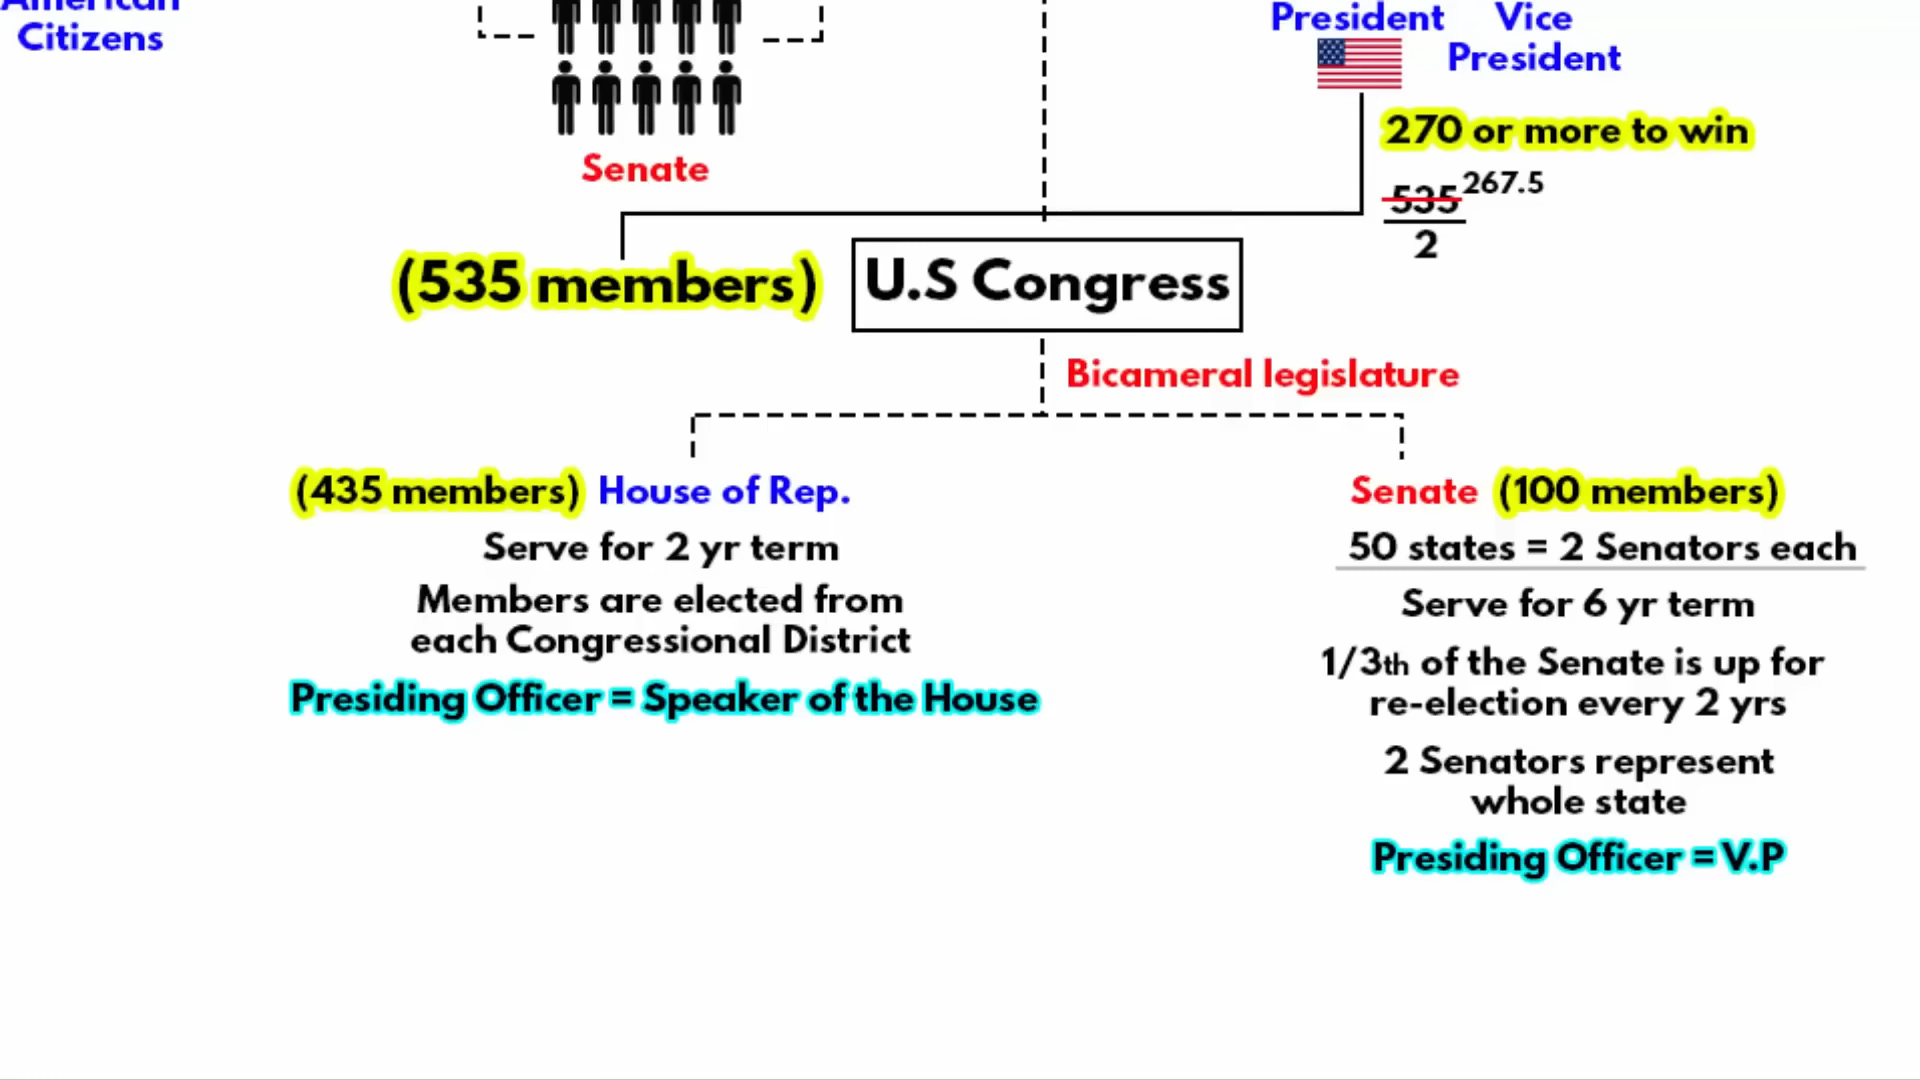 American
Citizens
President Vice
President
270 or more to win
Senate
535 267.5
2
(535 members) U.S Congress
Bicameral legislature
(435 members) House of Rep.
Serve for 2 yr term
Members are elected from
each Congressional District
Presiding Officer = Speaker of the House
Senate (100 members)
50 states = 2 Senators each
Serve for 6 yr term
1/3th of the Senate is up for
re-election every 2 yrs
2 Senators represent
whole state
Presiding Officer = V.P